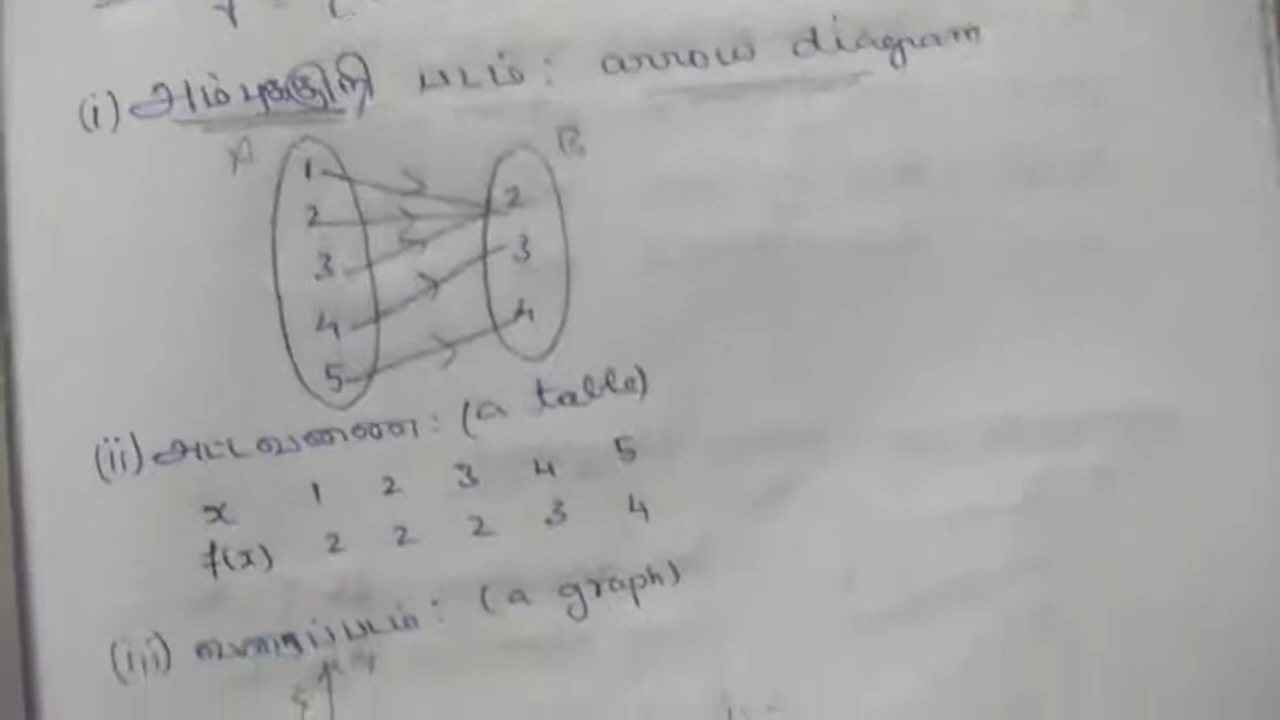 (i) அம்புக்குறி படம் : arrow diagram
A B
1
2
3
4
5
2
3
4
(ii) அட்டவணை : (a table)
x 1 2 3 4 5
f(x) 2 2 2 3 4
(iii) வரைப்படம் : (a graph)